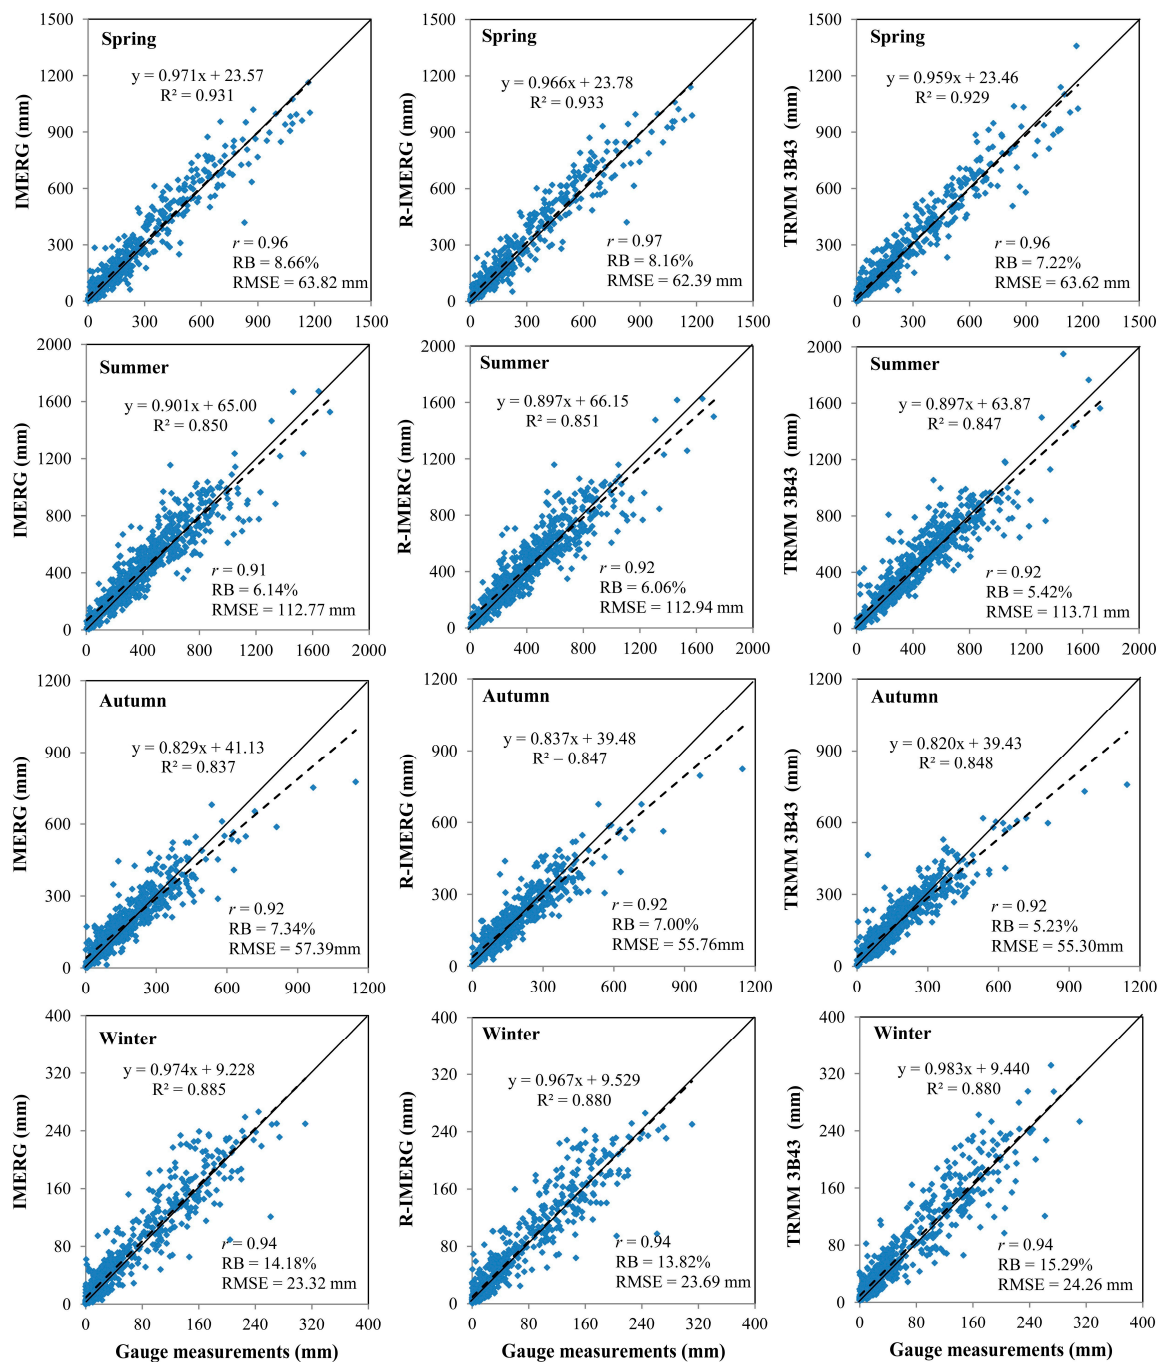 Spring
y = 0.971x + 23.57
R² = 0.931
r = 0.96
RB = 8.66%
RMSE = 63.82 mm
IMERG (mm)
1500
1200
900
600
300
0
0 300 600 900 1200 1500
Spring
y = 0.966x + 23.78
R² = 0.933
r = 0.97
RB = 8.16%
RMSE = 62.39 mm
R-IMERG (mm)
1500
1200
900
600
300
0
0 300 600 900 1200 1500
Spring
y = 0.959x + 23.46
R² = 0.929
r = 0.96
RB = 7.22%
RMSE = 63.62 mm
TRMM 3B43 (mm)
1500
1200
900
600
300
0
0 300 600 900 1200 1500
Summer
y = 0.901x + 65.00
R² = 0.850
r = 0.91
RB = 6.14%
RMSE = 112.77 mm
IMERG (mm)
2000
1600
1200
800
400
0
0 400 800 1200 1600 2000
Summer
y = 0.897x + 66.15
R² = 0.851
r = 0.92
RB = 6.06%
RMSE = 112.94 mm
R-IMERG (mm)
2000
1600
1200
800
400
0
0 400 800 1200 1600 2000
Summer
y = 0.897x + 63.87
R² = 0.847
r = 0.92
RB = 5.42%
RMSE = 113.71 mm
TRMM 3B43 (mm)
2000
1600
1200
800
400
0
0 400 800 1200 1600 2000
Autumn
y = 0.829x + 41.13
R² = 0.837
r = 0.92
RB = 7.34%
RMSE = 57.39mm
IMERG (mm)
1200
900
600
300
0
0 300 600 900 1200
Autumn
y = 0.837x + 39.48
R² – 0.847
r = 0.92
RB = 7.00%
RMSE = 55.76mm
R-IMERG (mm)
1200
900
600
300
0
0 300 600 900 1200
Autumn
y = 0.820x + 39.43
R² = 0.848
r = 0.92
RB = 5.23%
RMSE = 55.30mm
TRMM 3B43 (mm)
1200
900
600
300
0
0 300 600 900 1200
Winter
y = 0.974x + 9.228
R² = 0.885
r = 0.94
RB = 14.18%
RMSE = 23.32 mm
IMERG (mm)
400
320
240
160
80
0
0 80 160 240 320 400
Gauge measurements (mm)
Winter
y = 0.967x + 9.529
R² = 0.880
r = 0.94
RB = 13.82%
RMSE = 23.69 mm
R-IMERG (mm)
400
320
240
160
80
0
0 80 160 240 320 400
Gauge measurements (mm)
Winter
y = 0.983x + 9.440
R² = 0.880
r = 0.94
RB = 15.29%
RMSE = 24.26 mm
TRMM 3B43 (mm)
400
320
240
160
80
0
0 80 160 240 320 400
Gauge measurements (mm)